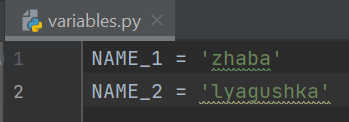 variables.py
1 NAME_1 = 'zhaba'
2 NAME_2 = 'lyagushka'